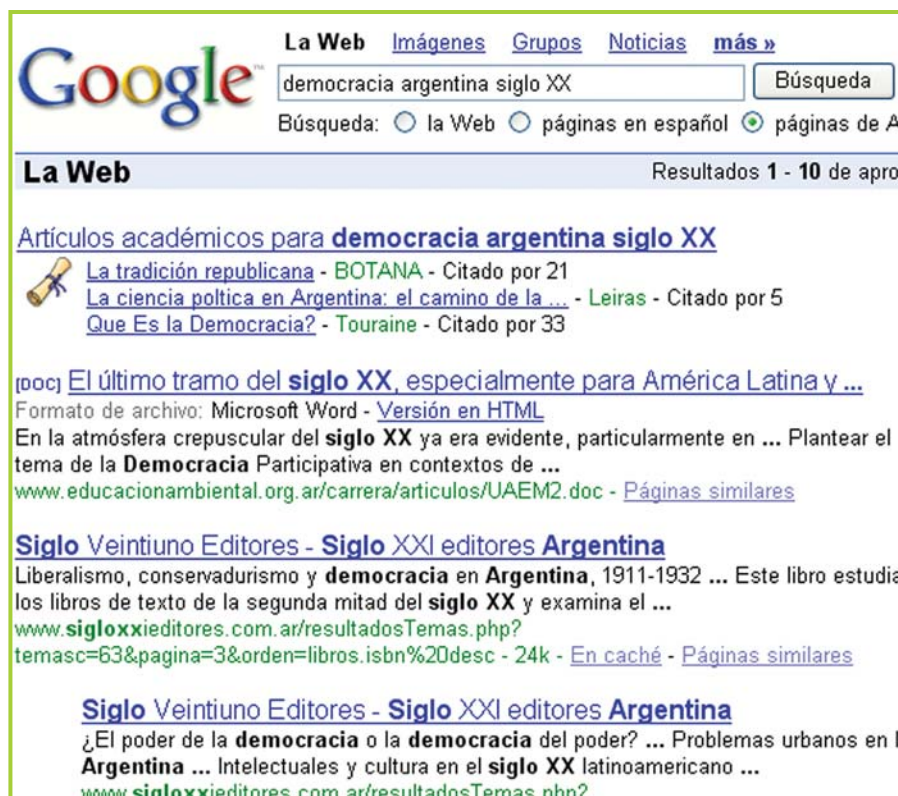 Google™
La Web Imágenes Grupos Noticias más »
democracia argentina siglo XX Búsqueda
Búsqueda: la Web páginas en español páginas de A
La Web Resultados 1 - 10 de apro
Artículos académicos para democracia argentina siglo XX
La tradición republicana - BOTANA - Citado por 21
La ciencia poltica en Argentina: el camino de la ... - Leiras - Citado por 5
Que Es la Democracia? - Touraine - Citado por 33
[DOC] El último tramo del siglo XX, especialmente para América Latina y ...
Formato de archivo: Microsoft Word - Versión en HTML
En la atmósfera crepuscular del siglo XX ya era evidente, particularmente en ... Plantear el
tema de la Democracia Participativa en contextos de ...
www.educacionambiental.org.ar/carrera/articulos/UAEM2.doc - Páginas similares
Siglo Veintiuno Editores - Siglo XXI editores Argentina
Liberalismo, conservadurismo y democracia en Argentina, 1911-1932 ... Este libro estudia
los libros de texto de la segunda mitad del siglo XX y examina el ...
www.sigloxxieditores.com.ar/resultadosTemas.php?
temasc=63&pagina=3&orden=libros.isbn%20desc - 24k - En caché - Páginas similares
Siglo Veintiuno Editores - Siglo XXI editores Argentina
¿El poder de la democracia o la democracia del poder? ... Problemas urbanos en l
Argentina ... Intelectuales y cultura en el siglo XX latinoamericano ...
www.sigloxxieditores.com.ar/resultadosTemas.php?